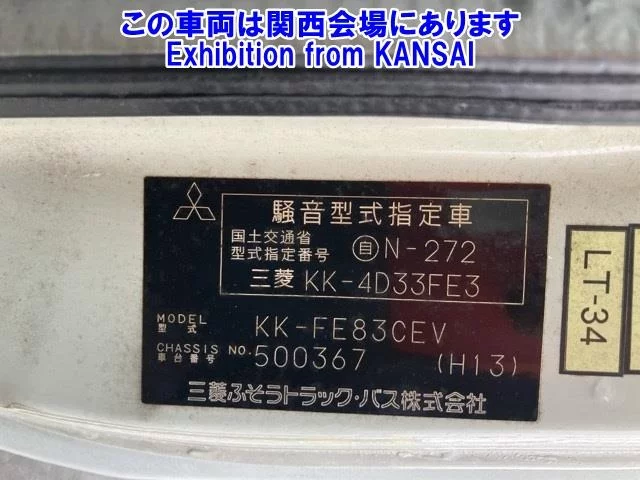 この車両は関西会場にあります
Exhibition from KANSAI
騒音型式指定車
国土交通省
型式指定番号 自N-272
三菱 KK-4D33FE3
MODEL
型式 KK-FE83CEV
CHASSIS NO.
車台番号 500367 (H13)
三菱ふそうトラック・バス株式会社
LT-34